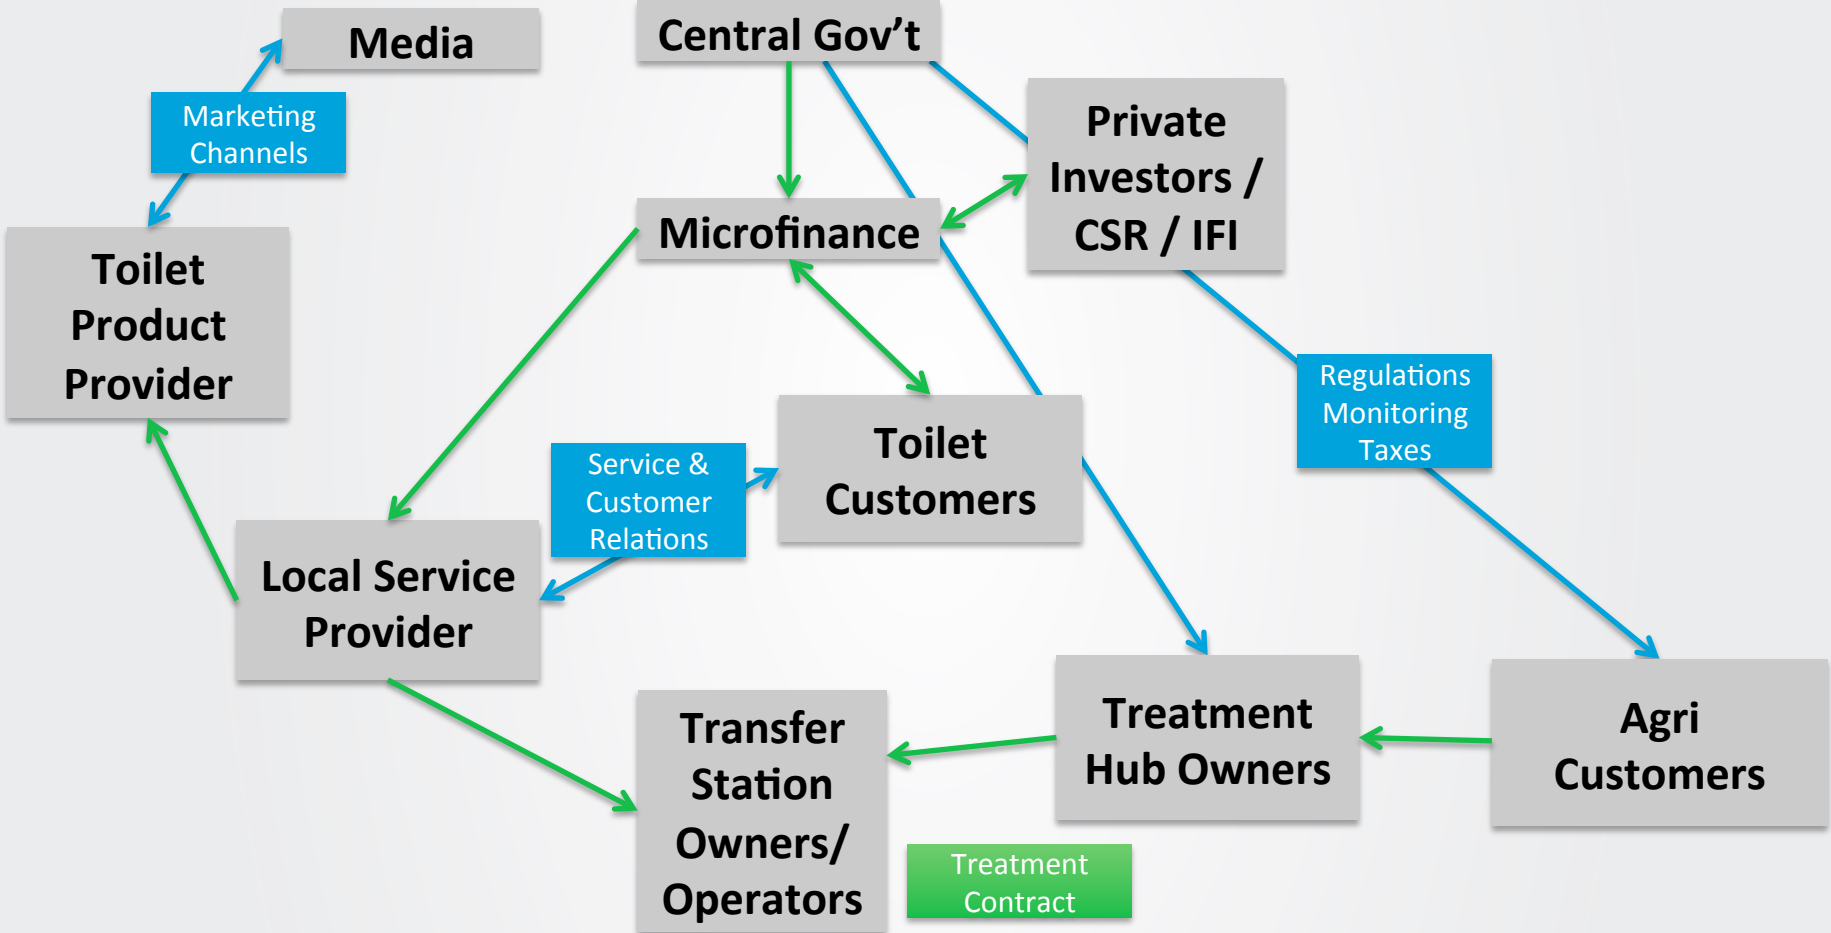 Media
Central Gov’t
Marketing
Channels
Private
Investors /
CSR / IFI
Microfinance
Toilet
Product
Provider
Regulations
Monitoring
Taxes
Toilet
Customers
Service &
Customer
Relations
Local Service
Provider
Transfer
Station
Owners/
Operators
Treatment
Hub Owners
Agri
Customers
Treatment
Contract